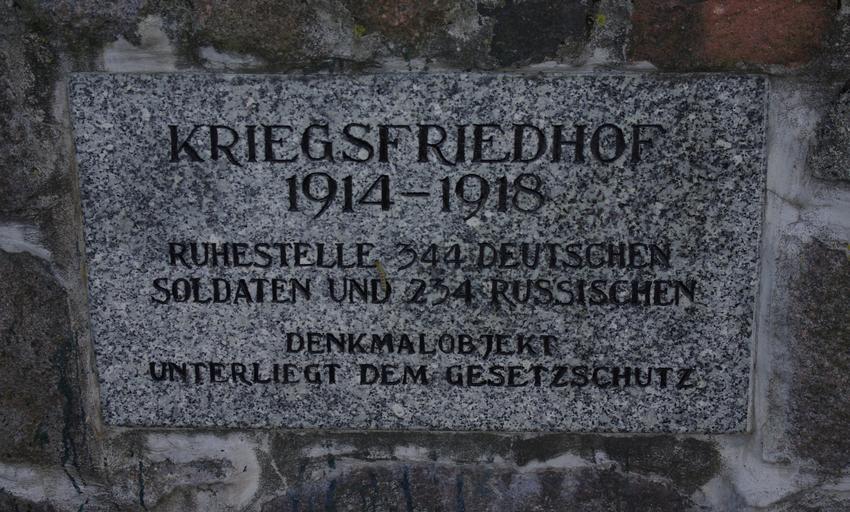 KRIEGSFRIEDHOF
1914-1918
RUHESTELLE 344 DEUTSCHEN
SOLDATEN UND 234 RUSSISCHEN
DENKMALOBJEKT
UNTERLIEGT DEM GESETZSCHUTZ